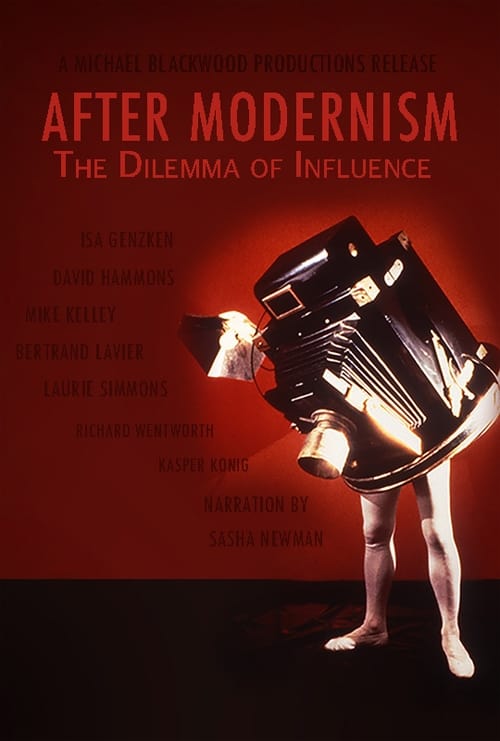 A MICHAEL BLACKWOOD PRODUCTIONS RELEASE
AFTER MODERNISM
THE DILEMMA OF INFLUENCE
ISA GENZKEN
DAVID HAMMONS
MIKE KELLEY
BERTRAND LAVIER
LAURIE SIMMONS
RICHARD WENTWORTH
KASPER KÖNIG
NARRATION BY
SASHA NEWMAN